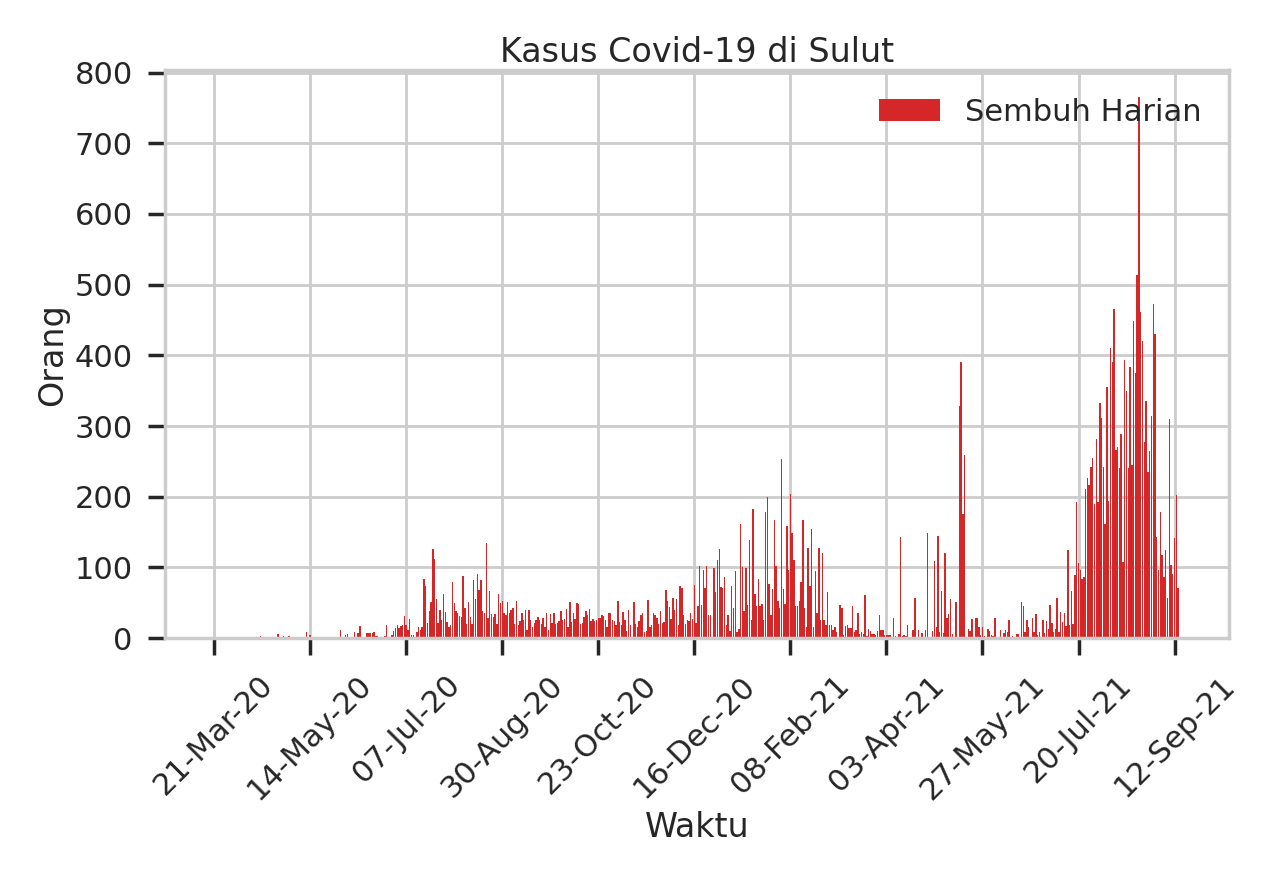 Kasus Covid-19 di Sulut
Sembuh Harian
Orang
800
700
600
500
400
300
200
100
0
21-Mar-20
14-May-20
07-Jul-20
30-Aug-20
23-Oct-20
16-Dec-20
08-Feb-21
03-Apr-21
27-May-21
20-Jul-21
12-Sep-21
Waktu